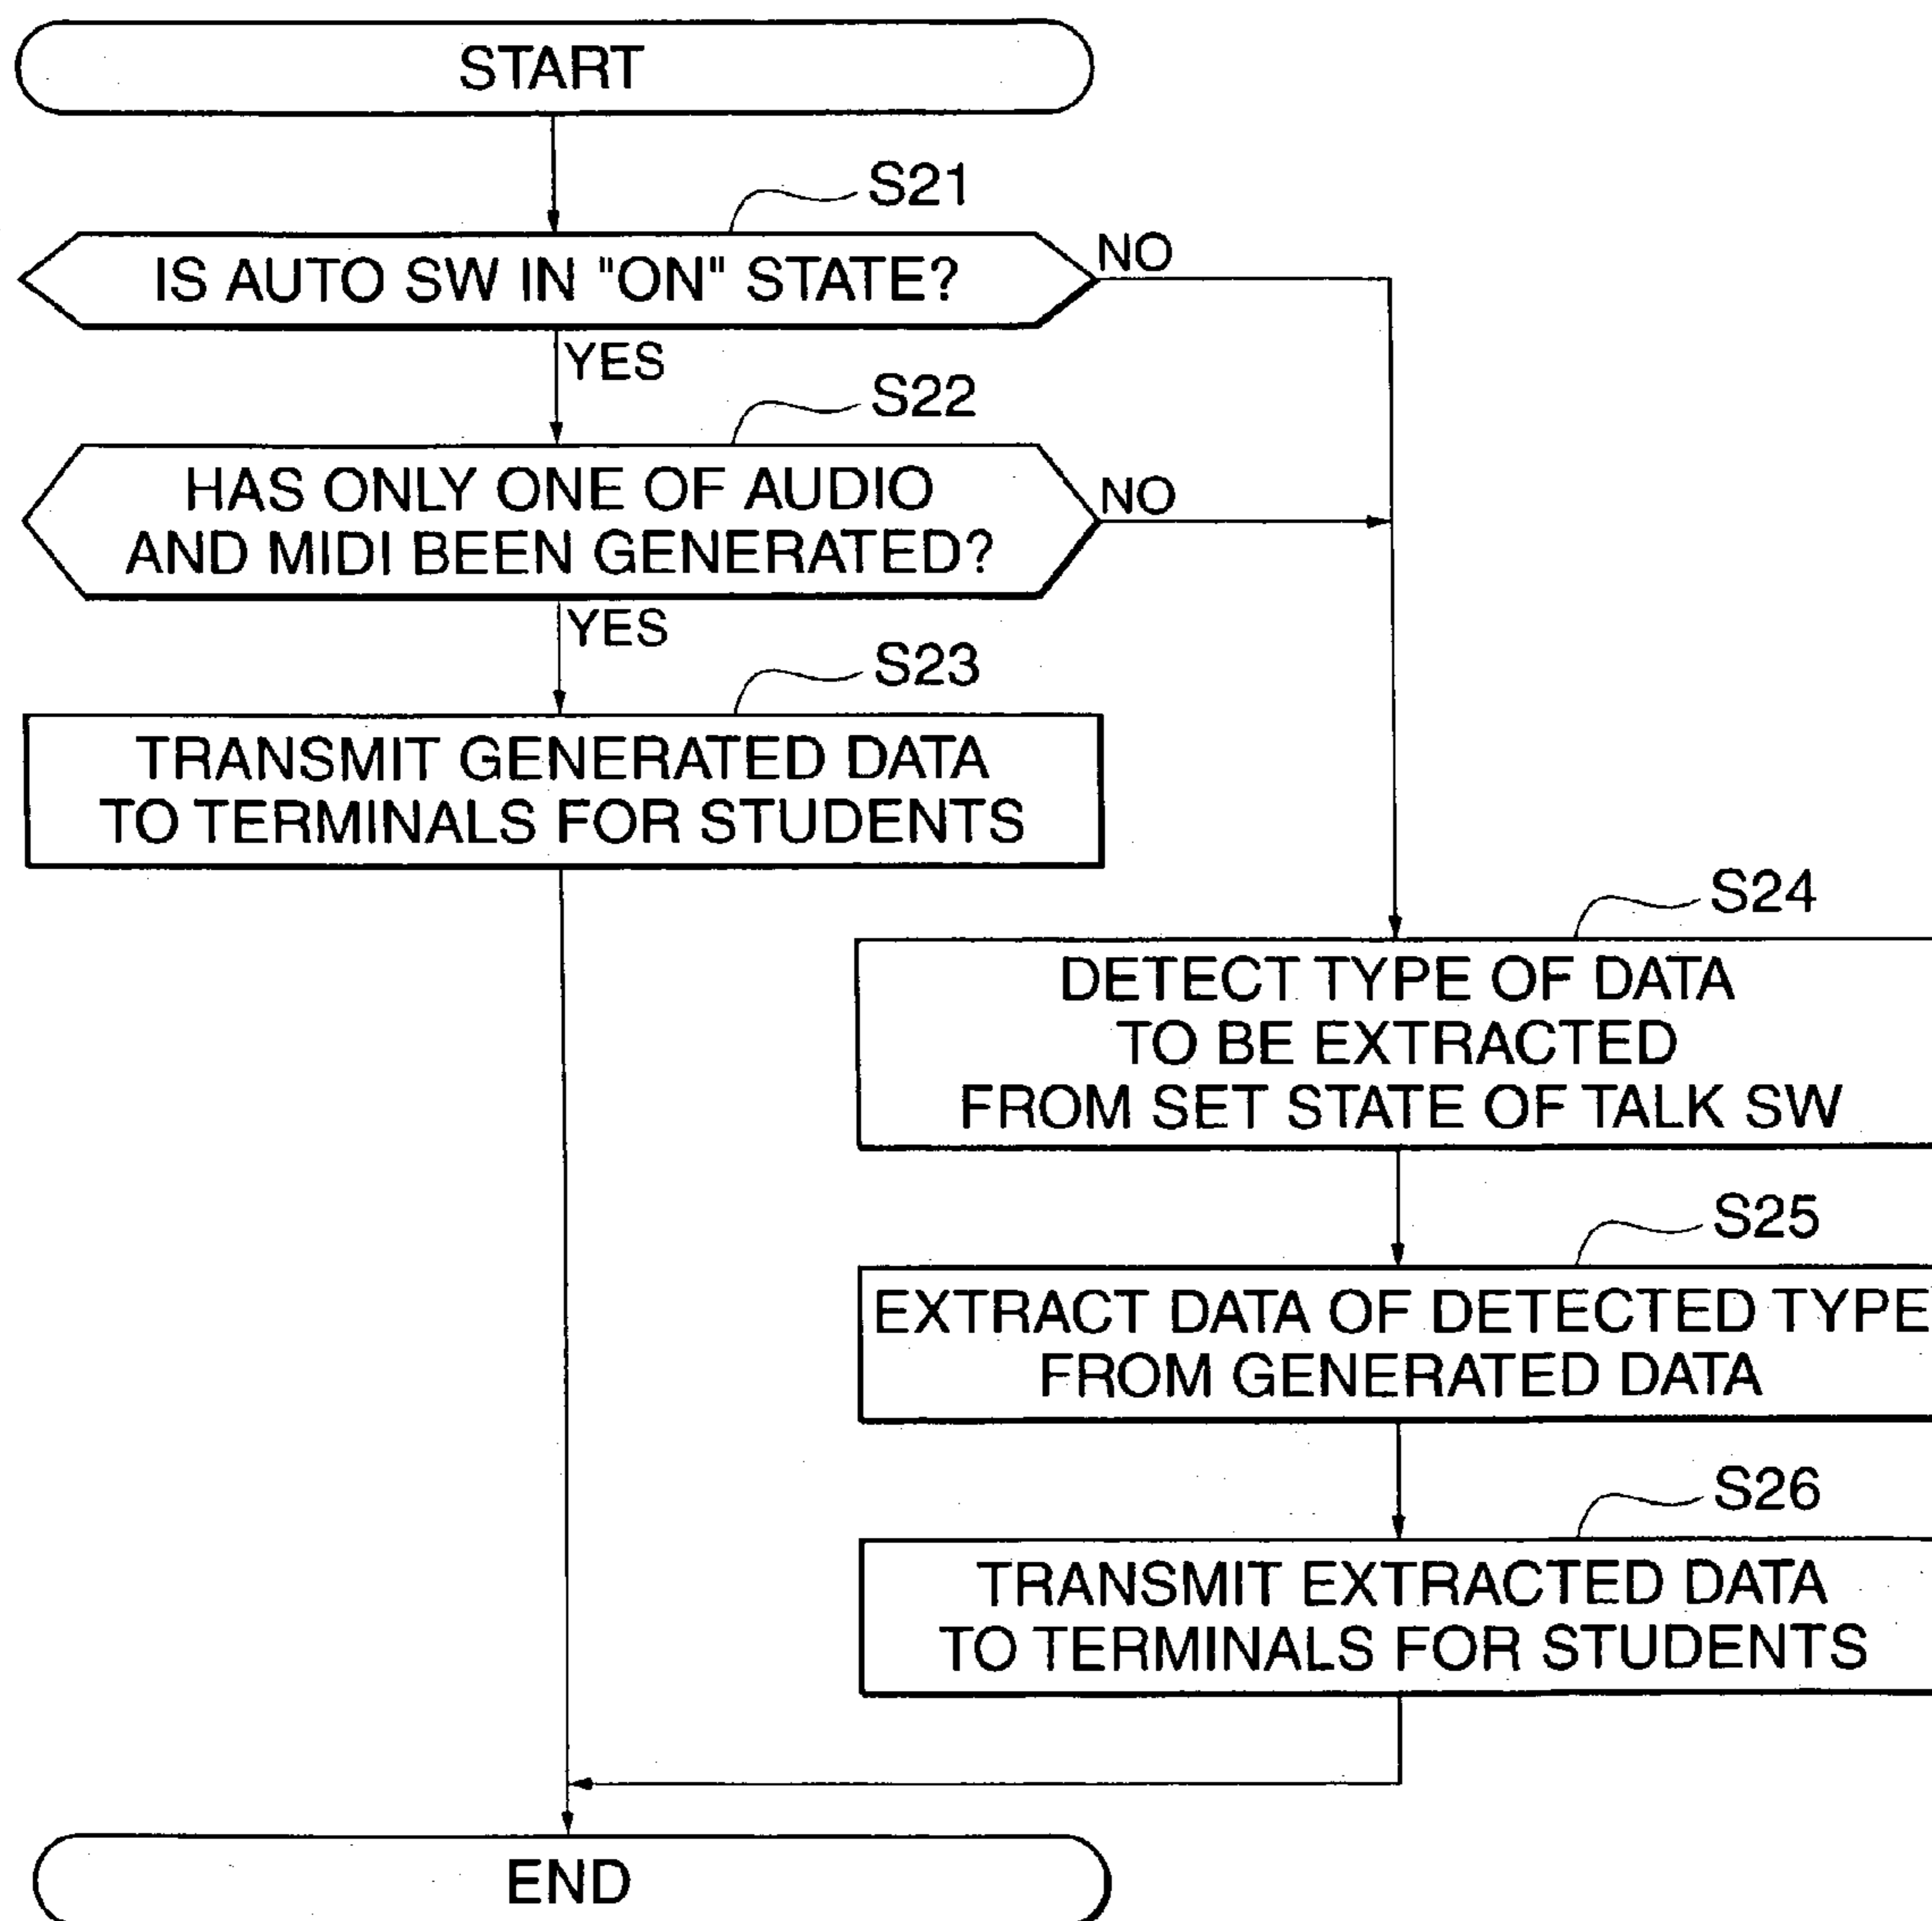 START
S21
IS AUTO SW IN "ON" STATE?
NO
YES
S22
HAS ONLY ONE OF AUDIO
AND MIDI BEEN GENERATED?
NO
YES
S23
TRANSMIT GENERATED DATA
TO TERMINALS FOR STUDENTS
S24
DETECT TYPE OF DATA
TO BE EXTRACTED
FROM SET STATE OF TALK SW
S25
EXTRACT DATA OF DETECTED TYPE
FROM GENERATED DATA
S26
TRANSMIT EXTRACTED DATA
TO TERMINALS FOR STUDENTS
END